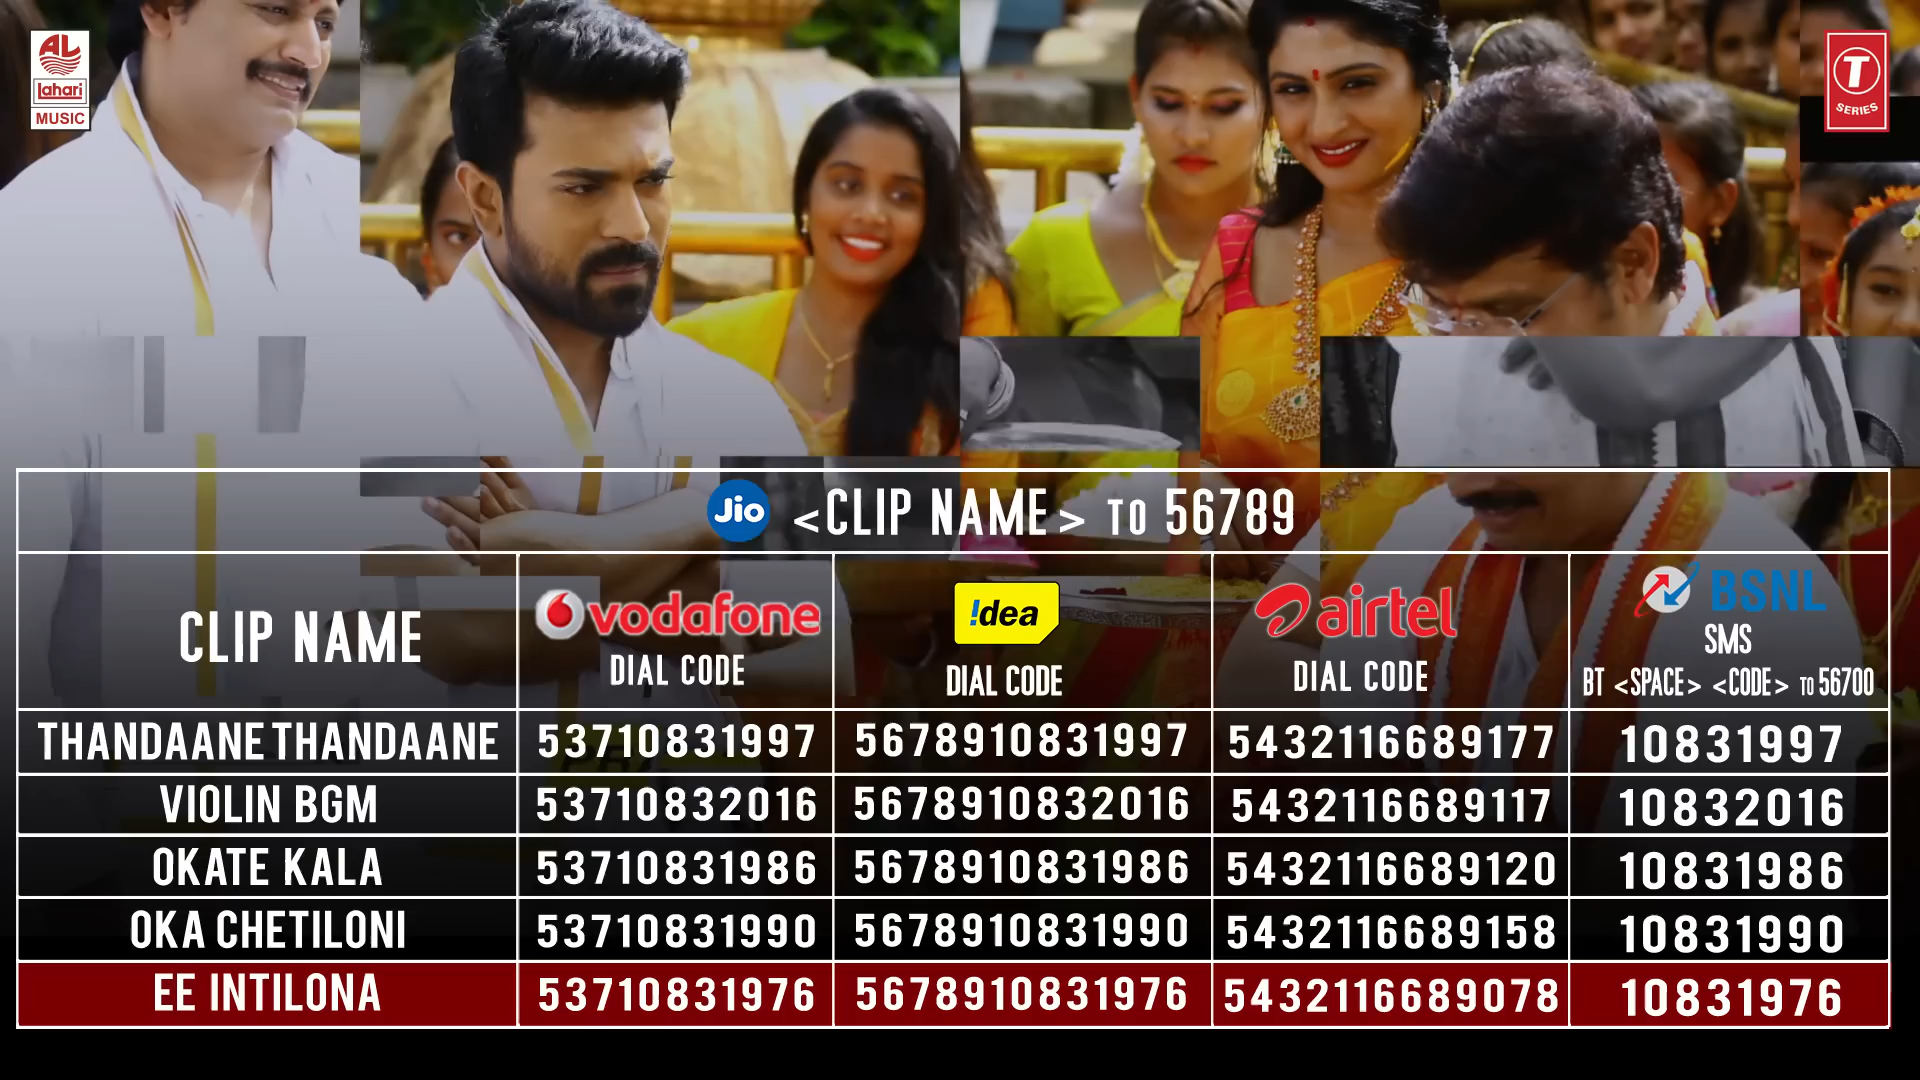 AL
lahari
MUSIC
T
SERIES
Jio <CLIP NAME> TO 56789
CLIP NAME
vodafone
DIAL CODE
!dea
DIAL CODE
airtel
DIAL CODE
BSNL
SMS
BT <SPACE> <CODE> TO 56700
THANDAANE THANDAANE 53710831997 5678910831997 5432116689177 10831997
VIOLIN BGM 53710832016 5678910832016 5432116689117 10832016
OKATE KALA 53710831986 5678910831986 5432116689120 10831986
OKA CHETILONI 53710831990 5678910831990 5432116689158 10831990
EE INTILONA 53710831976 5678910831976 5432116689078 10831976